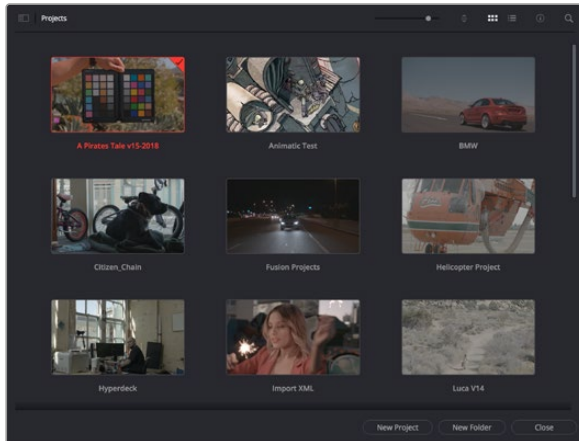 Projects
A Pirates Tale v15-2018
Animatic Test
BMW
Citizen_Chain
Fusion Projects
Helicopter Project
Hyperdeck
Import XML
Luca V14
New Project
New Folder
Close